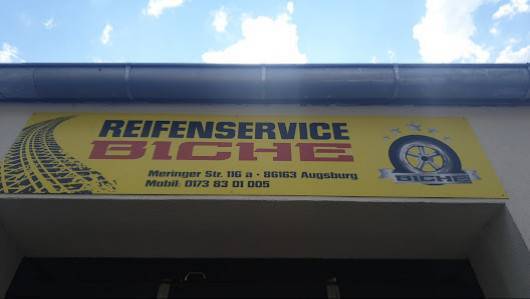 REIFENSERVICE
BICHE
Meringer Str. 116 a · 86163 Augsburg
Mobil: 0173 83 01 005
BICHE